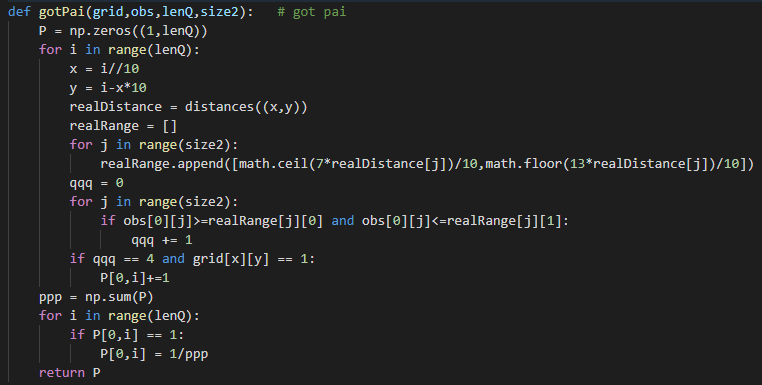 def gotPai(grid,obs,lenQ,size2):   # got pai
    P = np.zeros((1,lenQ))
    for i in range(lenQ):
        x = i//10
        y = i-x*10
        realDistance = distances((x,y))
        realRange = []
        for j in range(size2):
            realRange.append([math.ceil(7*realDistance[j])/10,math.floor(13*realDistance[j])/10])
        qqq = 0
        for j in range(size2):
            if obs[0][j]>=realRange[j][0] and obs[0][j]<=realRange[j][1]:
                qqq += 1
        if qqq == 4 and grid[x][y] == 1:
            P[0,i]+=1
    ppp = np.sum(P)
    for i in range(lenQ):
        if P[0,i] == 1:
            P[0,i] = 1/ppp
    return P